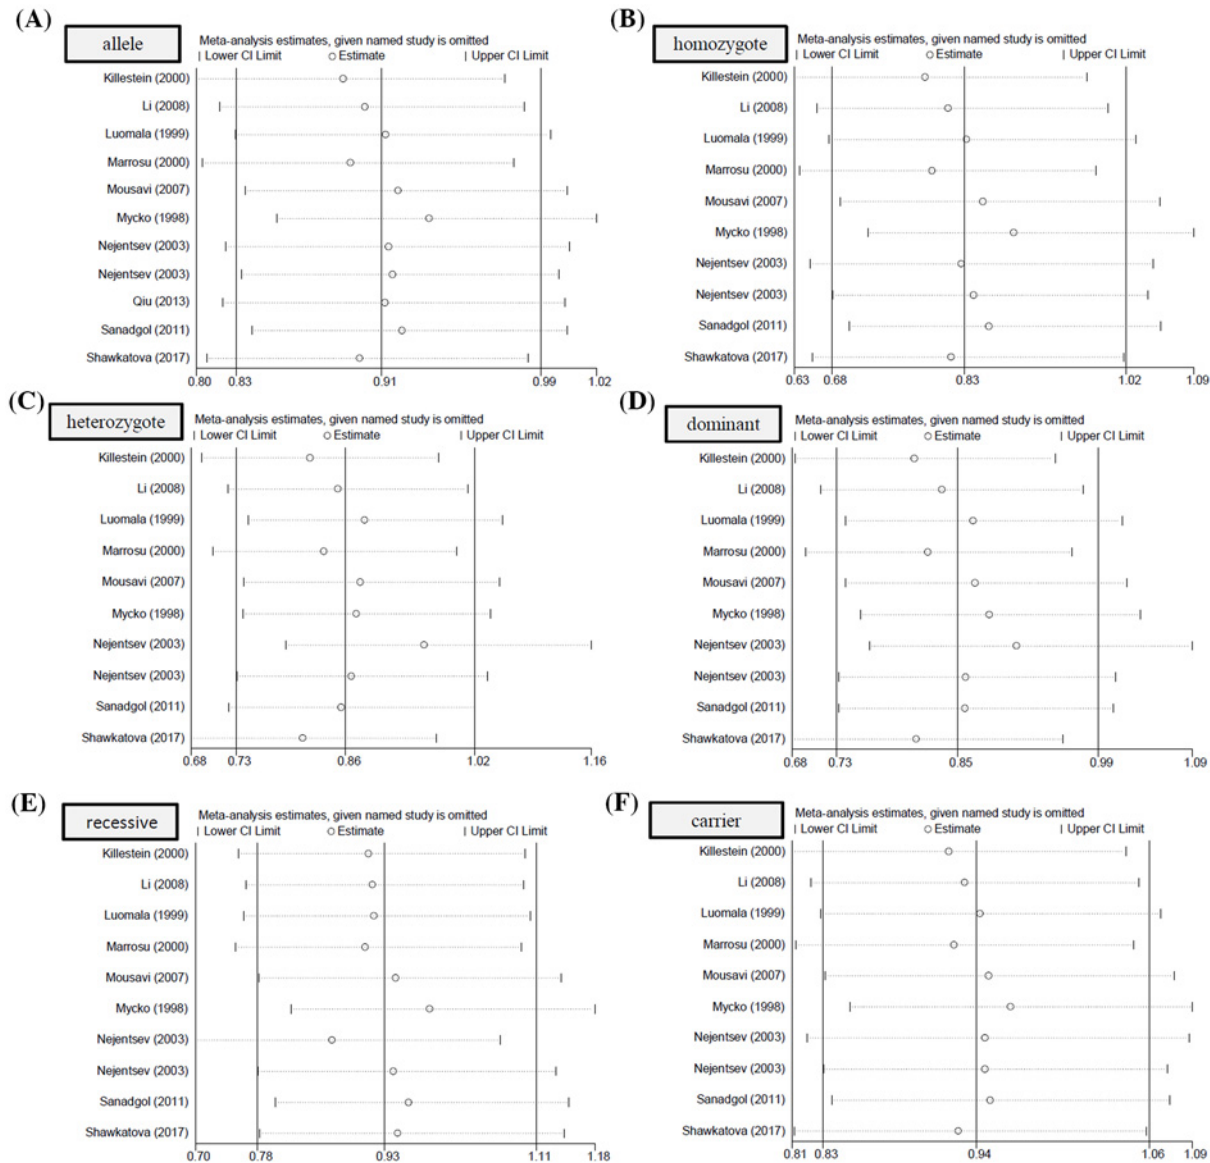 (A)
allele
Meta-analysis estimates, given named study is omitted
| Lower CI Limit ○ Estimate | Upper CI Limit
Killestein (2000)
Li (2008)
Luomala (1999)
Marrosu (2000)
Mousavi (2007)
Mycko (1998)
Nejentsev (2003)
Nejentsev (2003)
Qiu (2013)
Sanadgol (2011)
Shawkatova (2017)
0.80 0.83 0.91 0.99 1.02
(B)
homozygote
Meta-analysis estimates, given named study is omitted
| Lower CI Limit ○ Estimate | Upper CI Limit
Killestein (2000)
Li (2008)
Luomala (1999)
Marrosu (2000)
Mousavi (2007)
Mycko (1998)
Nejentsev (2003)
Nejentsev (2003)
Sanadgol (2011)
Shawkatova (2017)
0.63 0.68 0.83 1.02 1.09
(C)
heterozygote
Meta-analysis estimates, given named study is omitted
| Lower CI Limit ○ Estimate | Upper CI Limit
Killestein (2000)
Li (2008)
Luomala (1999)
Marrosu (2000)
Mousavi (2007)
Mycko (1998)
Nejentsev (2003)
Nejentsev (2003)
Sanadgol (2011)
Shawkatova (2017)
0.68 0.73 0.86 1.02 1.16
(D)
dominant
Meta-analysis estimates, given named study is omitted
| Lower CI Limit ○ Estimate | Upper CI Limit
Killestein (2000)
Li (2008)
Luomala (1999)
Marrosu (2000)
Mousavi (2007)
Mycko (1998)
Nejentsev (2003)
Nejentsev (2003)
Sanadgol (2011)
Shawkatova (2017)
0.68 0.73 0.85 0.99 1.09
(E)
recessive
Meta-analysis estimates, given named study is omitted
| Lower CI Limit ○ Estimate | Upper CI Limit
Killestein (2000)
Li (2008)
Luomala (1999)
Marrosu (2000)
Mousavi (2007)
Mycko (1998)
Nejentsev (2003)
Nejentsev (2003)
Sanadgol (2011)
Shawkatova (2017)
0.70 0.78 0.93 1.11 1.18
(F)
carrier
Meta-analysis estimates, given named study is omitted
| Lower CI Limit ○ Estimate | Upper CI Limit
Killestein (2000)
Li (2008)
Luomala (1999)
Marrosu (2000)
Mousavi (2007)
Mycko (1998)
Nejentsev (2003)
Nejentsev (2003)
Sanadgol (2011)
Shawkatova (2017)
0.81 0.83 0.94 1.06 1.09